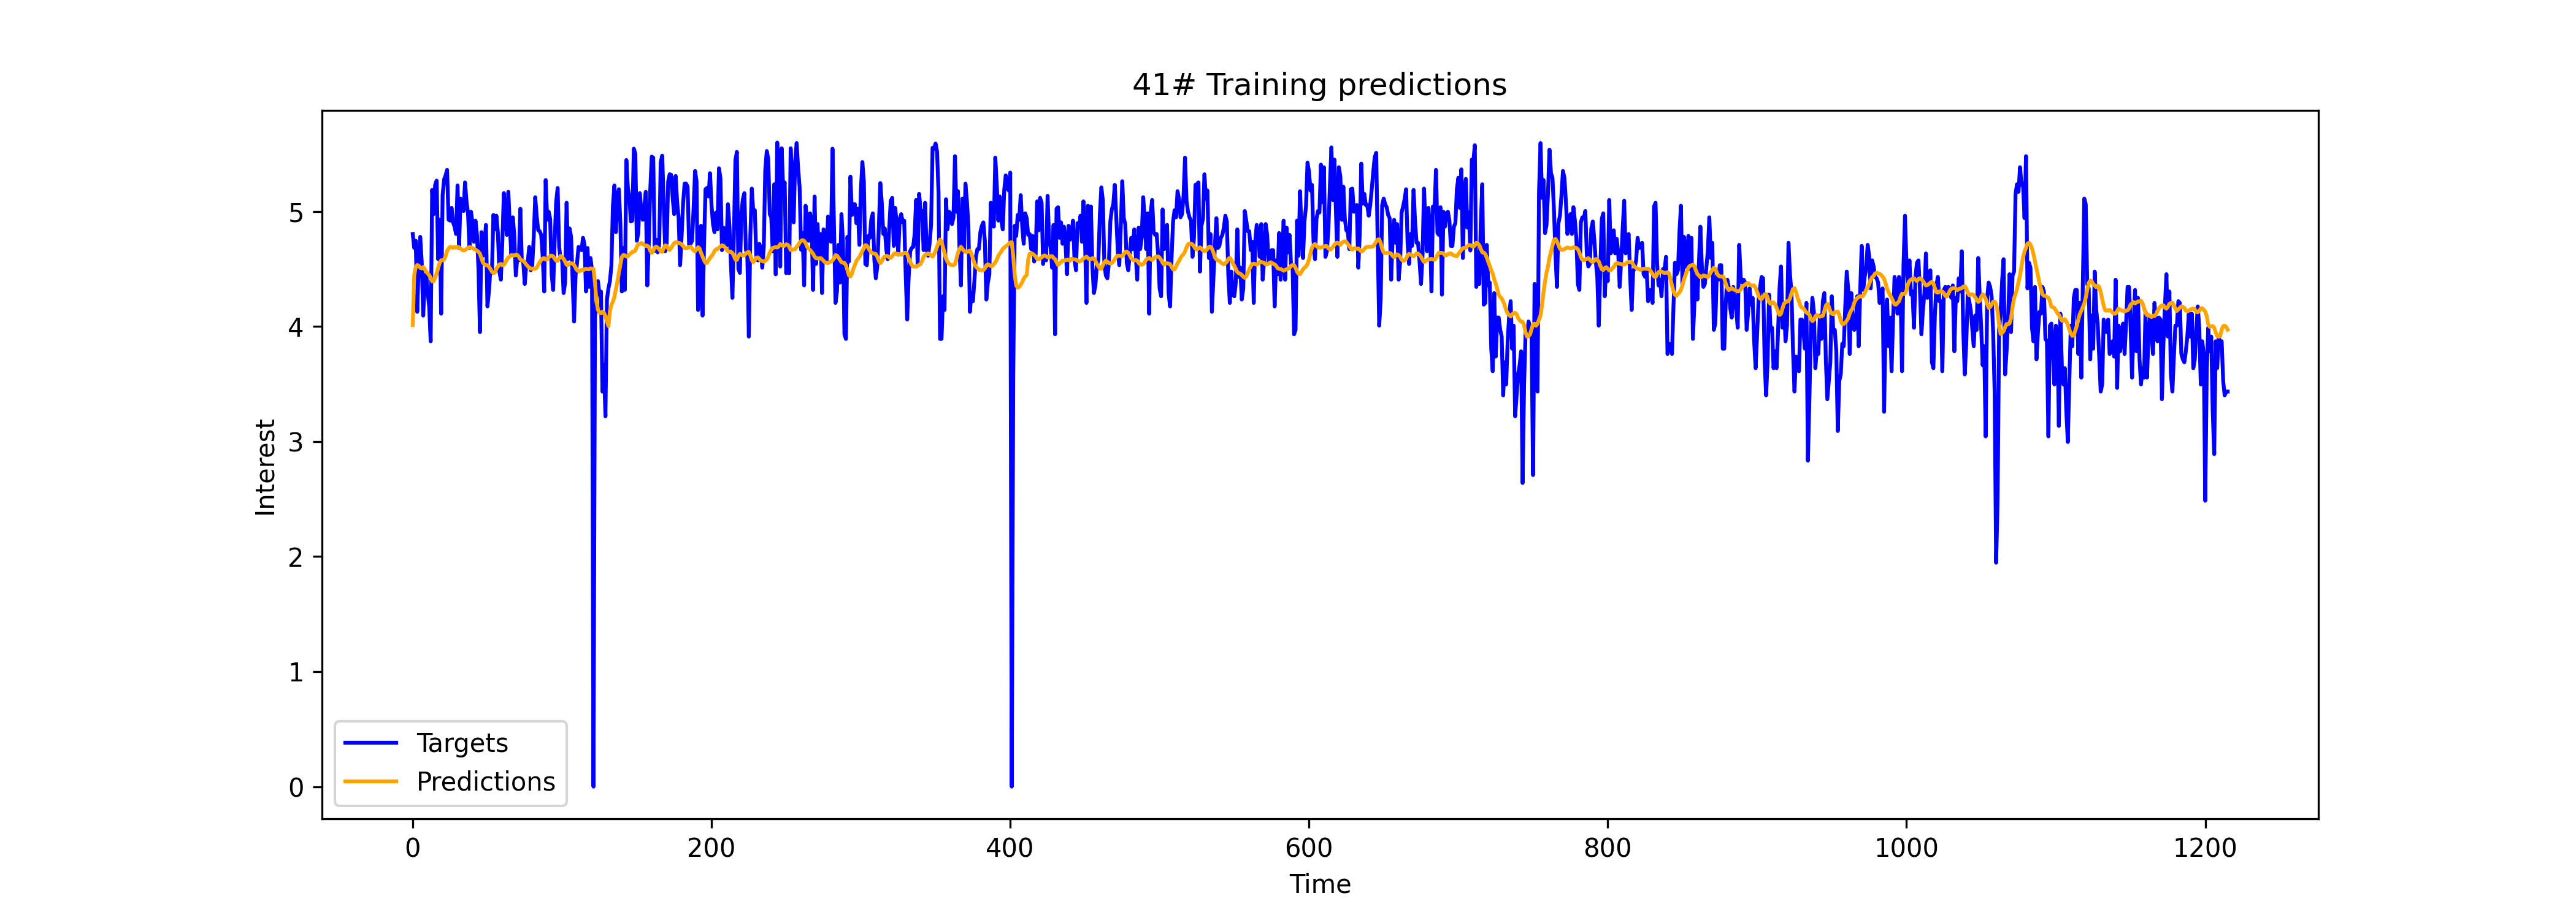 41# Training predictions
Interest
5
4
3
2
1
0
Targets
Predictions
0 200 400 600 800 1000 1200
Time